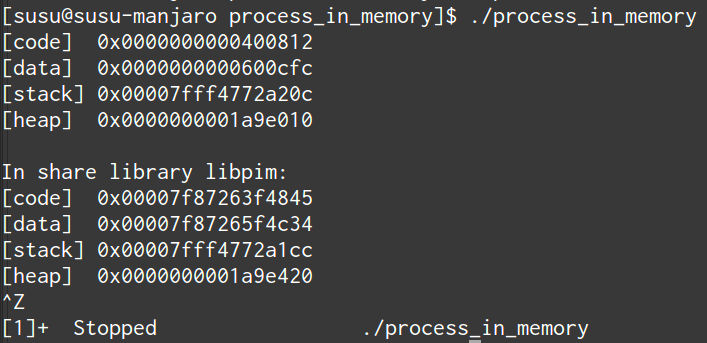 [susu@susu-manjaro process_in_memory]$ ./process_in_memory
[code]  0x0000000000400812
[data]  0x0000000000600cfc
[stack] 0x00007fff4772a20c
[heap]  0x0000000001a9e010

In share library libpim:
[code]  0x00007f87263f4845
[data]  0x00007f87265f4c34
[stack] 0x00007fff4772a1cc
[heap]  0x0000000001a9e420
^Z
[1]+  Stopped                 ./process_in_memory